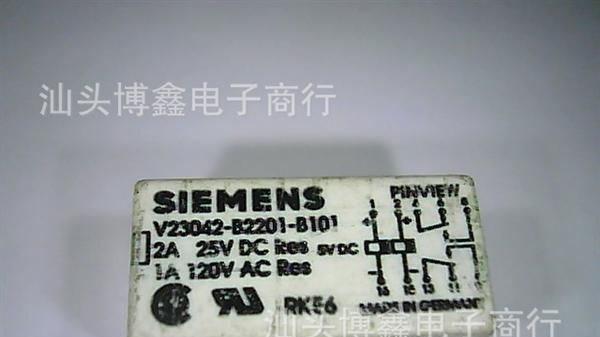 汕头博鑫电子商行
SIEMENS
PINVIEW
V23042-B2201-B101
2A 25V DC Res 5V DC
1A 120V AC Res
RK56
MADE IN GERMANY
汕头博鑫电子商行